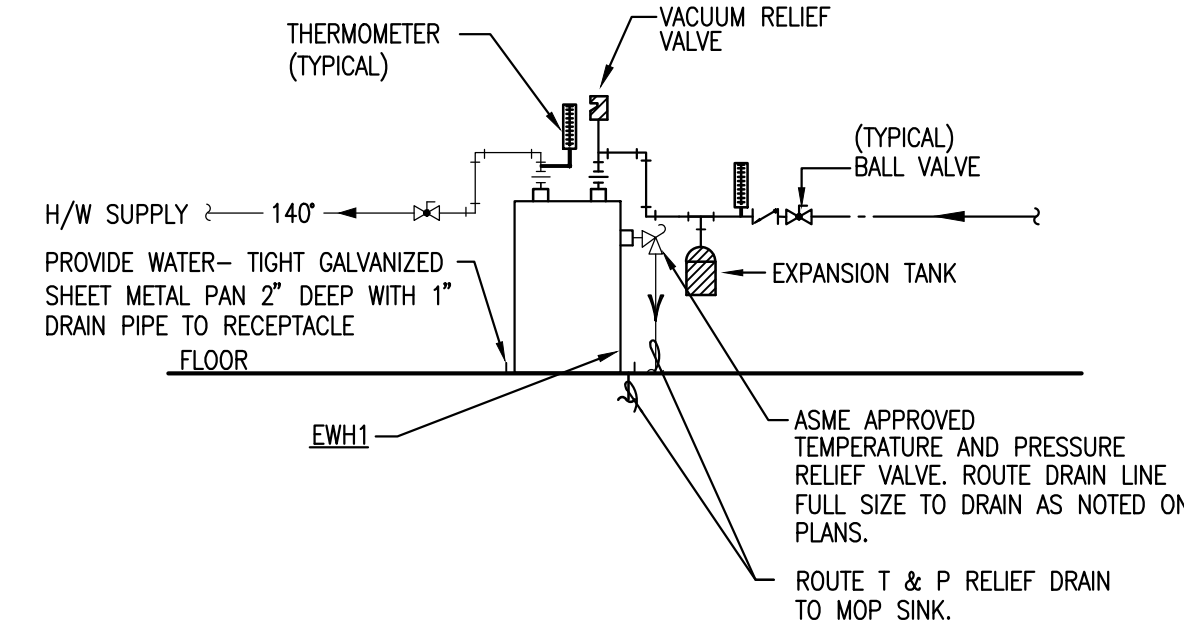 VACUUM RELIEF
VALVE
THERMOMETER
(TYPICAL)
(TYPICAL)
BALL VALVE
H/W SUPPLY 140°
PROVIDE WATER- TIGHT GALVANIZED
SHEET METAL PAN 2" DEEP WITH 1"
DRAIN PIPE TO RECEPTACLE
EXPANSION TANK
FLOOR
EWH1
ASME APPROVED
TEMPERATURE AND PRESSURE
RELIEF VALVE. ROUTE DRAIN LINE
FULL SIZE TO DRAIN AS NOTED ON
PLANS.
ROUTE T & P RELIEF DRAIN
TO MOP SINK.